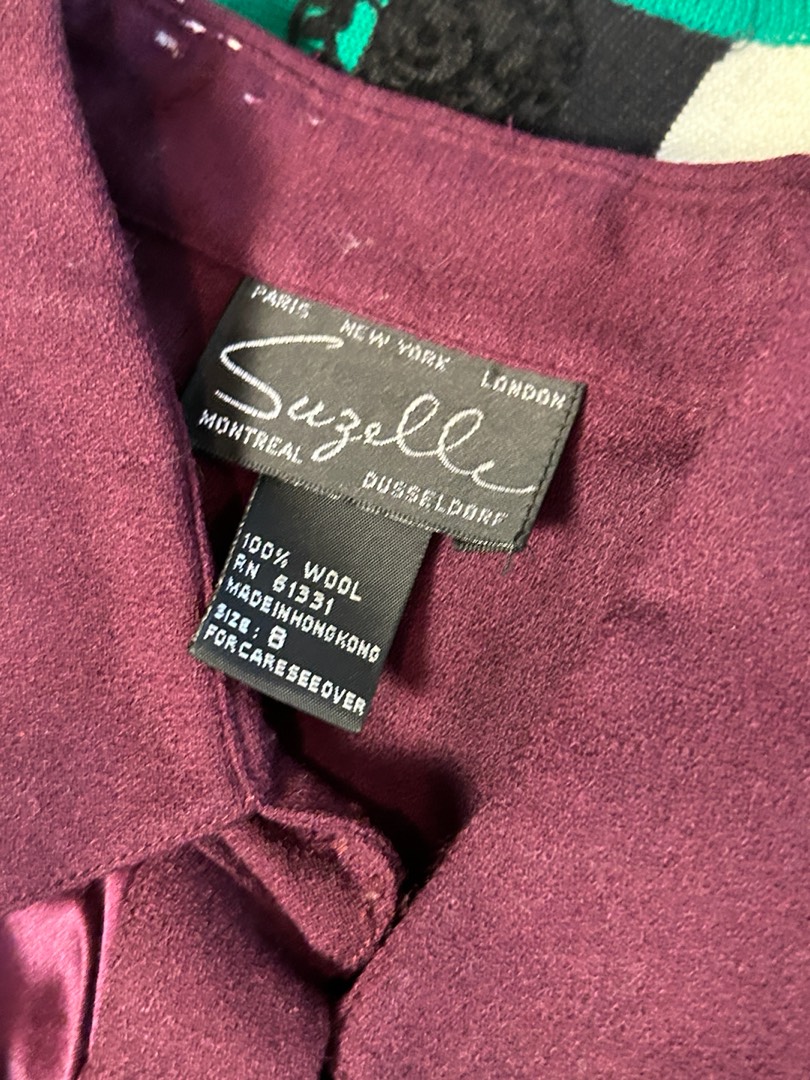 PARIS NEW YORK LONDON
Suzelle
MONTREAL DUSSELDORF
100% WOOL
RN 61331
MADEINHONGKONG
SIZE: 8
FORCARESEEOVER